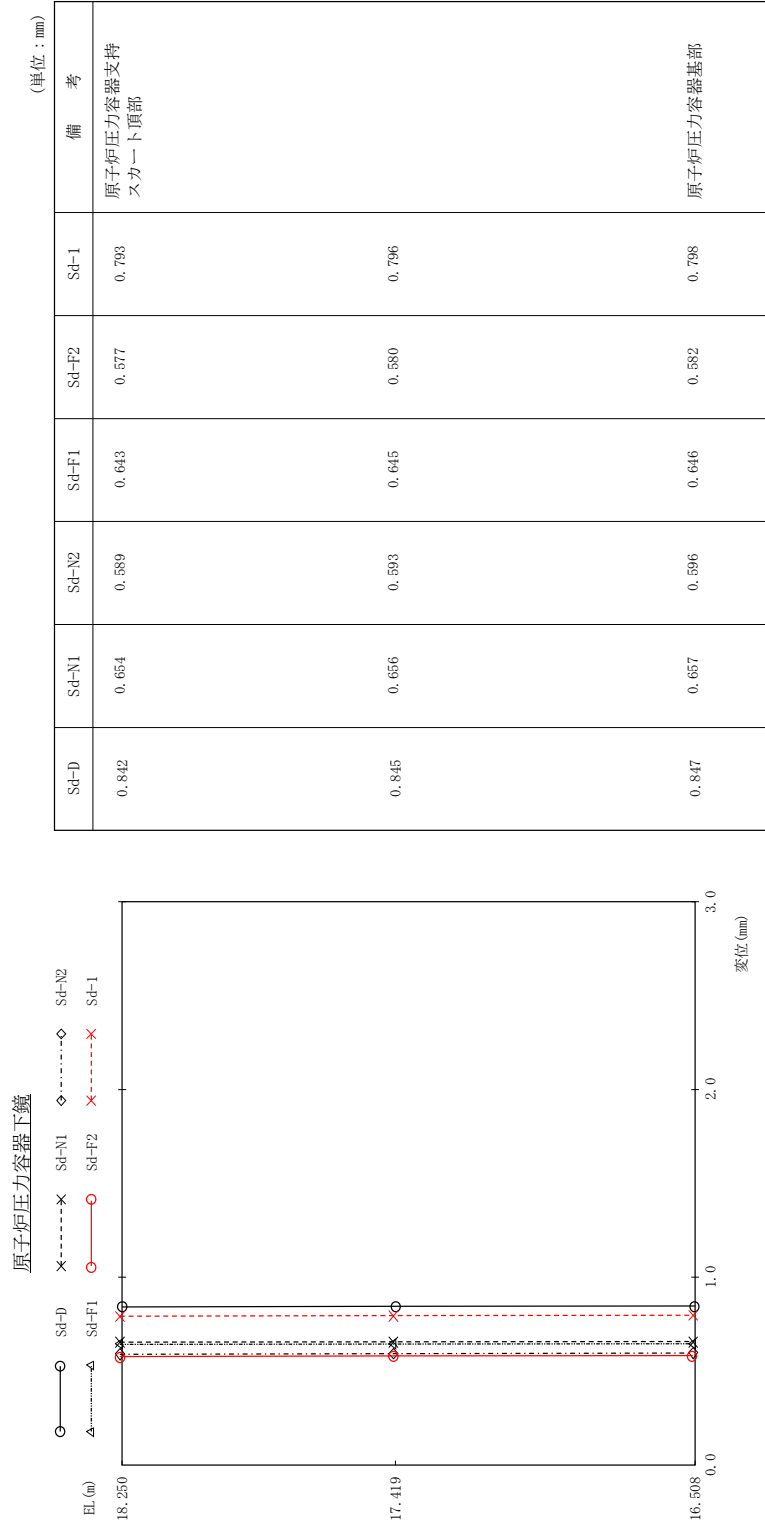 原子炉圧力容器下鏡
Sd-D Sd-N1 Sd-N2
Sd-F1 Sd-F2 Sd-1
EL(m)
18.250
17.419
16.508
0.0 1.0 2.0 3.0
変位(mm)
(単位：mm)
Sd-D Sd-N1 Sd-N2 Sd-F1 Sd-F2 Sd-1 備 考
0.842 0.654 0.589 0.643 0.577 0.793 原子炉圧力容器支持
スカート頂部
0.845 0.656 0.593 0.645 0.580 0.796
0.847 0.657 0.596 0.646 0.582 0.798 原子炉圧力容器基部